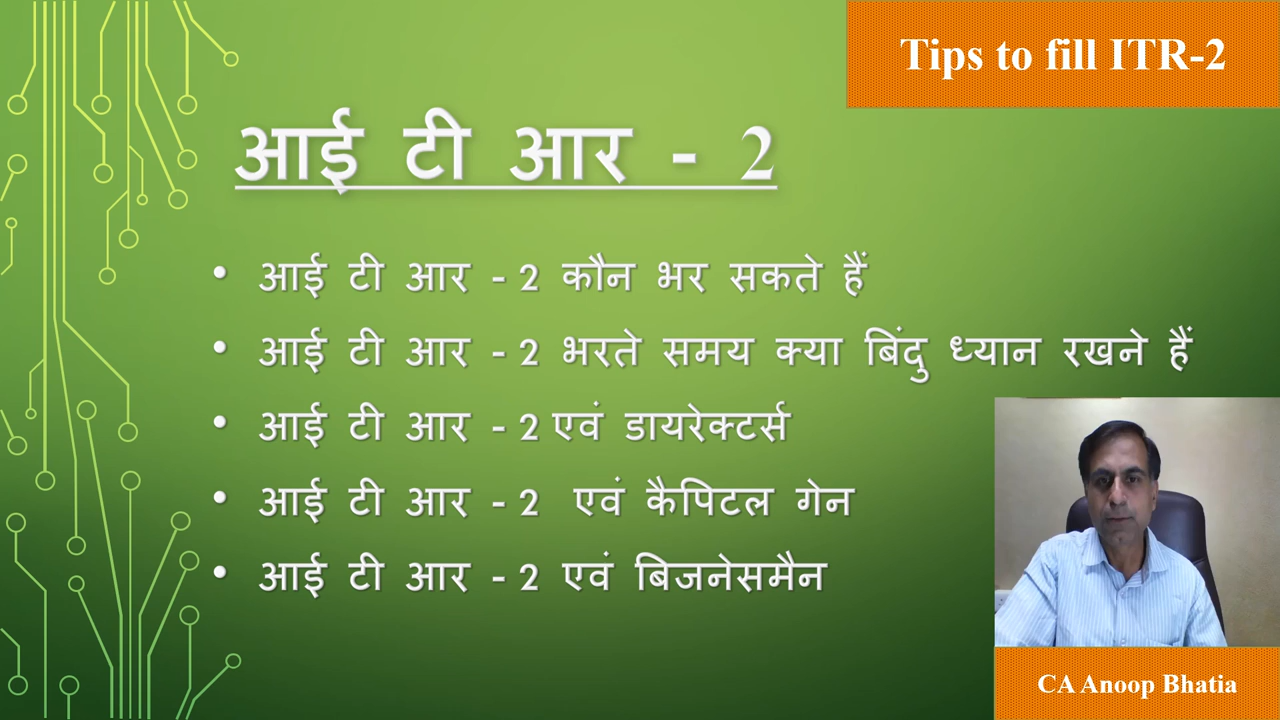 Tips to fill ITR-2
आई टी आर - 2
• आई टी आर - 2 कौन भर सकते हैं
• आई टी आर - 2 भरते समय क्या बिंदु ध्यान रखने हैं
• आई टी आर - 2 एवं डायरेक्टर्स
• आई टी आर - 2 एवं कैपिटल गेन
• आई टी आर - 2 एवं बिजनेसमैन
CA Anoop Bhatia